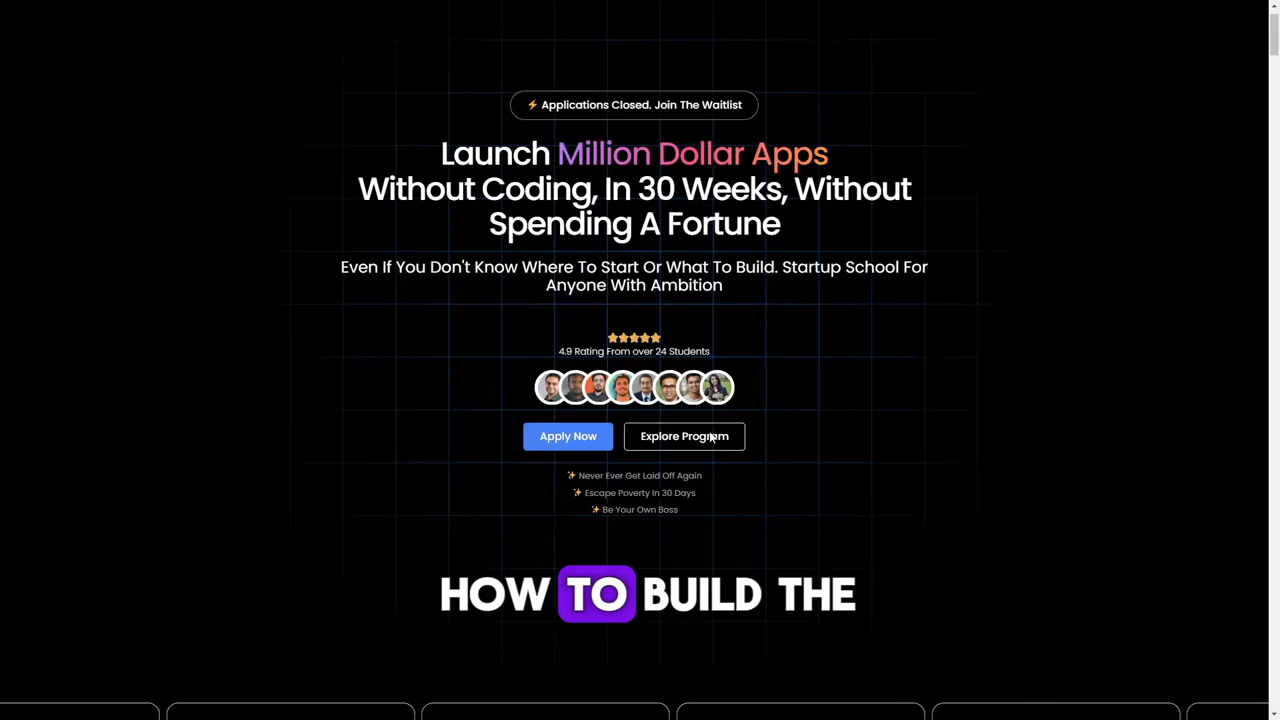 ⚡ Applications Closed. Join The Waitlist
Launch Million Dollar Apps
Without Coding, In 30 Weeks, Without
Spending A Fortune
Even If You Don't Know Where To Start Or What To Build. Startup School For
Anyone With Ambition
4.9 Rating From over 24 Students
Apply Now
Explore Program
✨ Never Ever Get Laid Off Again
✨ Escape Poverty In 30 Days
✨ Be Your Own Boss
HOW TO BUILD THE